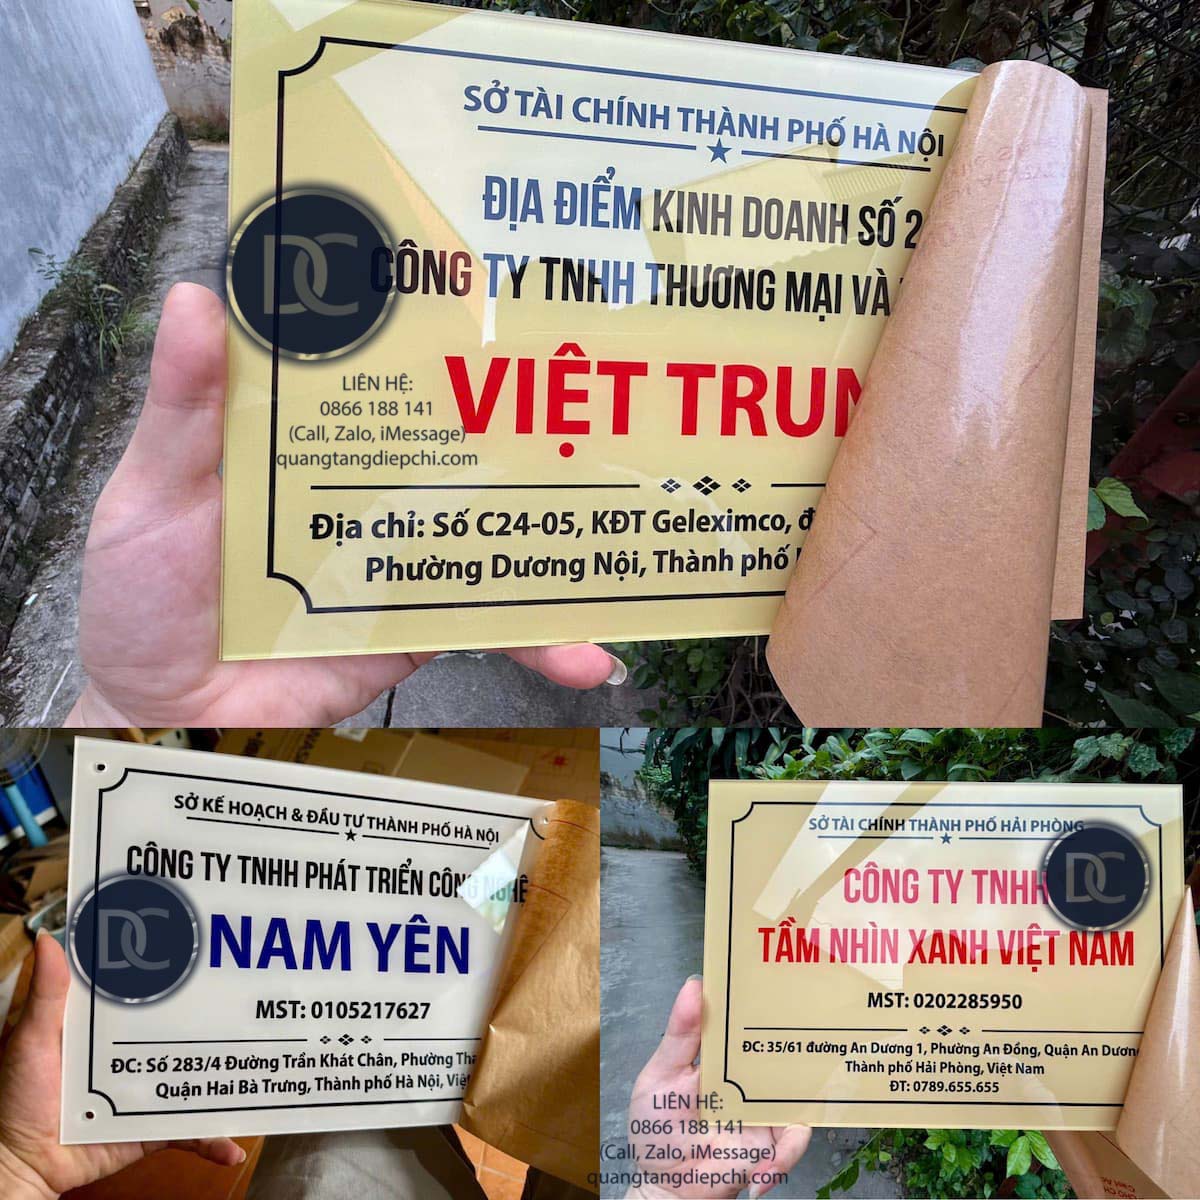 SỞ TÀI CHÍNH THÀNH PHỐ HÀ NỘI
ĐỊA ĐIỂM KINH DOANH SỐ
CÔNG TY TNHH THƯƠNG MẠI VÀ
VIỆT TRUN
Địa chỉ: Số C24-05, KĐT Geleximco,
Phường Dương Nội, Thành phố
DC
LIÊN HỆ:
0866 188 141
(Call, Zalo, iMessage)
quangtangdiepchi.com
SỞ KẾ HOẠCH & ĐẦU TƯ THÀNH PHỐ HÀ NỘI
CÔNG TY TNHH PHÁT TRIỂN CÔNG NGHỆ
NAM YÊN
MST: 0105217627
ĐC: Số 283/4 Đường Trần Khát Chân, Phường
Quận Hai Bà Trưng, Thành phố Hà Nội,
DC
SỞ TÀI CHÍNH THÀNH PHỐ HẢI PHÒNG
CÔNG TY TNHH
TẦM NHÌN XANH VIỆT NAM
MST: 0202285950
ĐC: 35/61 đường An Dương 1, Phường An Đồng, Quận An Dương
Thành phố Hải Phòng, Việt Nam
ĐT: 0789.655.655
DC
LIÊN HỆ:
0866 188 141
(Call, Zalo, iMessage)
quangtangdiepchi.com